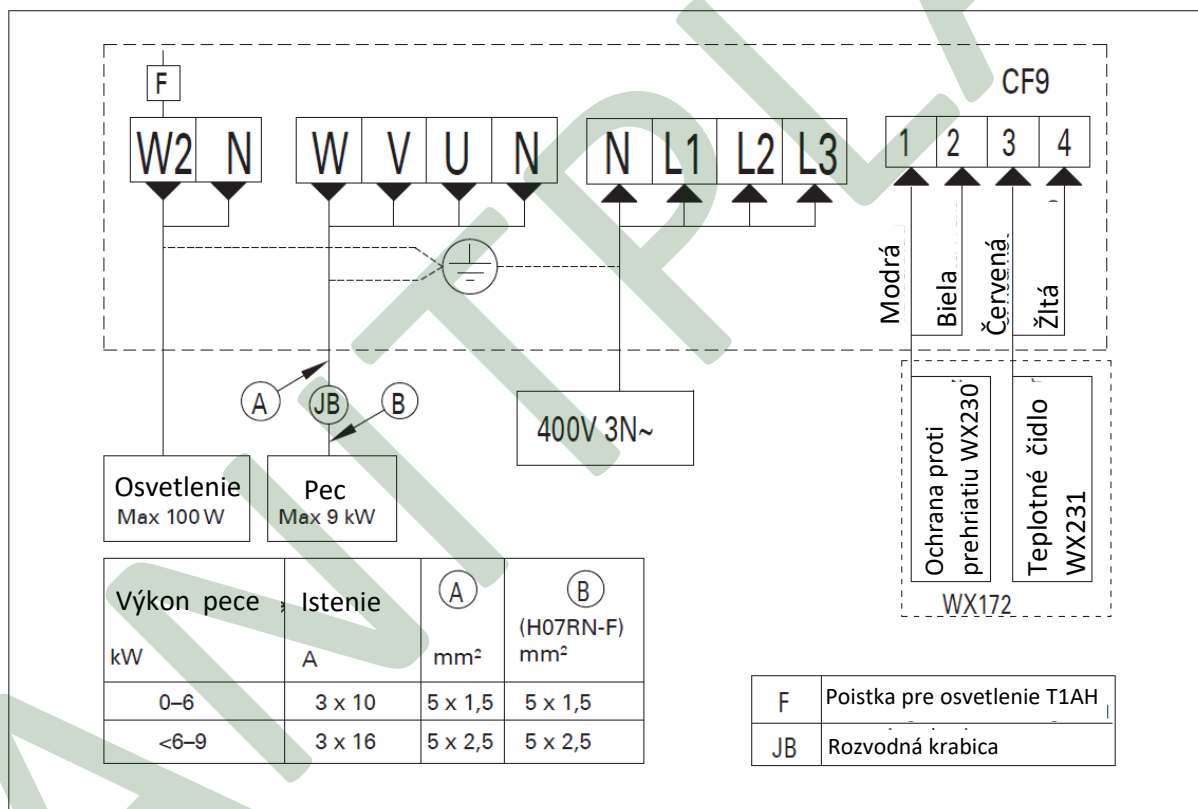 F
CF9
W2 N
W V U N
N L1 L2 L3
1 2 3 4
Modrá
Biela
Červená
Žltá
A
JB
B
400V 3N~
Osvetlenie
Max 100 W
Pec
Max 9 kW
Ochrana proti
prehriatiu WX230
Teplotné čidlo
WX231
WX172
Výkon pece Istenie A B
(H07RN-F)
kW A mm² mm²
0–6 3 x 10 5 x 1,5 5 x 1,5
<6–9 3 x 16 5 x 2,5 5 x 2,5
F Poistka pre osvetlenie T1AH
JB Rozvodná krabica